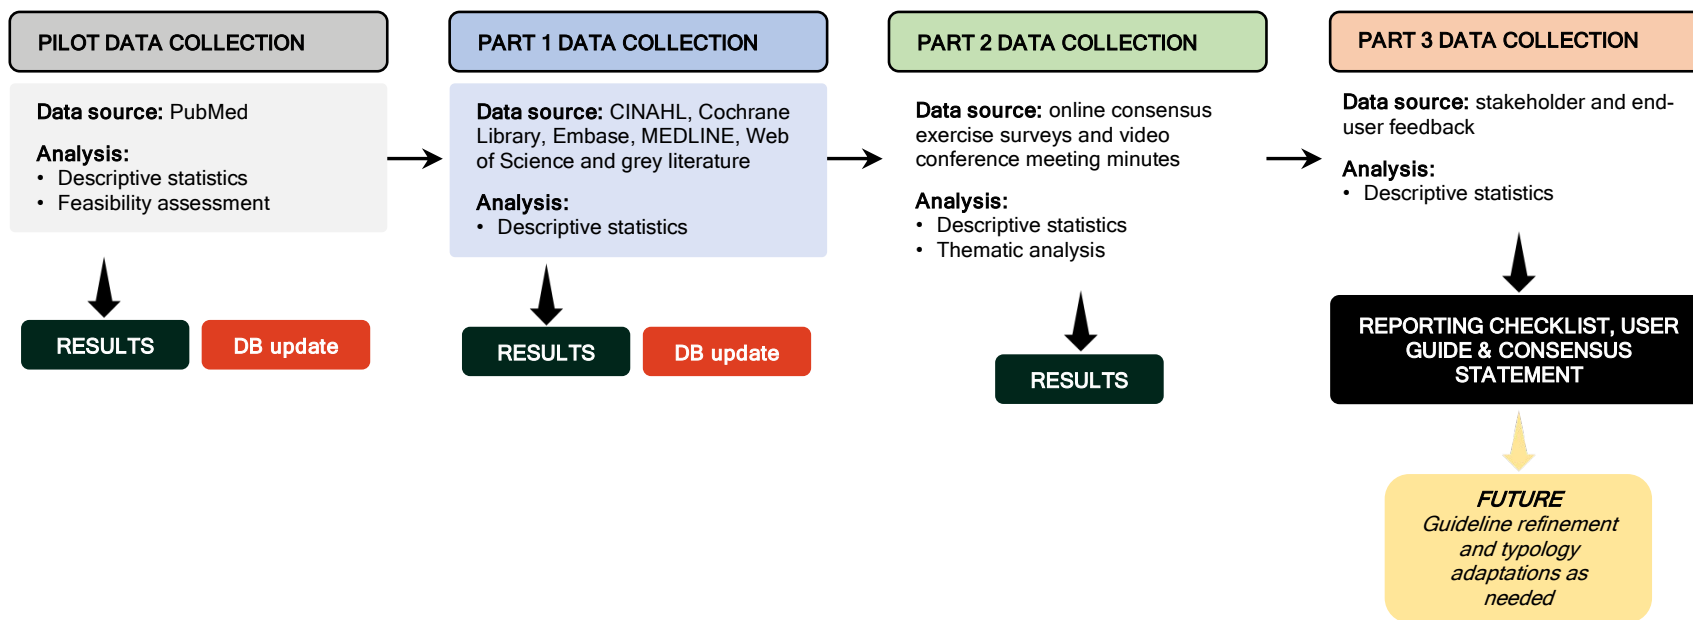 PILOT DATA COLLECTION
Data source: PubMed
Analysis:
• Descriptive statistics
• Feasibility assessment
RESULTS
DB update
PART 1 DATA COLLECTION
Data source: CINAHL, Cochrane
Library, Embase, MEDLINE, Web
of Science and grey literature
Analysis:
• Descriptive statistics
RESULTS
DB update
PART 2 DATA COLLECTION
Data source: online consensus
exercise surveys and video
conference meeting minutes
Analysis:
• Descriptive statistics
• Thematic analysis
RESULTS
PART 3 DATA COLLECTION
Data source: stakeholder and end-
user feedback
Analysis:
• Descriptive statistics
REPORTING CHECKLIST, USER
GUIDE & CONSENSUS
STATEMENT
FUTURE
Guideline refinement
and typology
adaptations as
needed